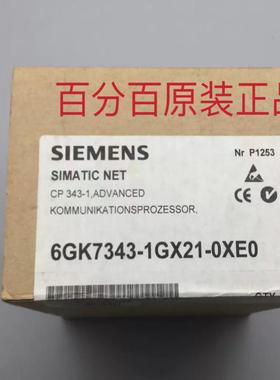 百分百原装正品
SIEMENS
Nr P1253
SIMATIC NET
CP 343-1,ADVANCED
KOMMUNIKATIONSPROZESSOR,
6GK7343-1GX21-0XE0